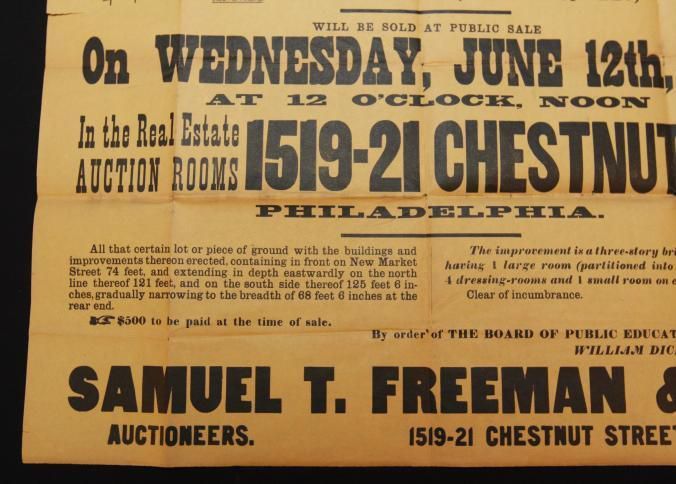 WILL BE SOLD AT PUBLIC SALE
On WEDNESDAY, JUNE 12th,
AT 12 O'CLOCK, NOON
In the Real Estate
AUCTION ROOMS
1519-21 CHESTNUT
PHILADELPHIA.
All that certain lot or piece of ground with the buildings and
improvements thereon erected, containing in front on New Market
Street 74 feet, and extending in depth eastwardly on the north
line thereof 121 feet, and on the south side thereof 125 feet 6 in-
ches, gradually narrowing to the breadth of 68 feet 6 inches at the
rear end.
$500 to be paid at the time of sale.
The improvement is a three-story
having 1 large room (partitioned into
4 dressing-rooms and 1 small room on
Clear of incumbrance.
By order of THE BOARD OF PUBLIC
WILLIAM
SAMUEL T. FREEMAN &
AUCTIONEERS.
1519-21 CHESTNUT STREET